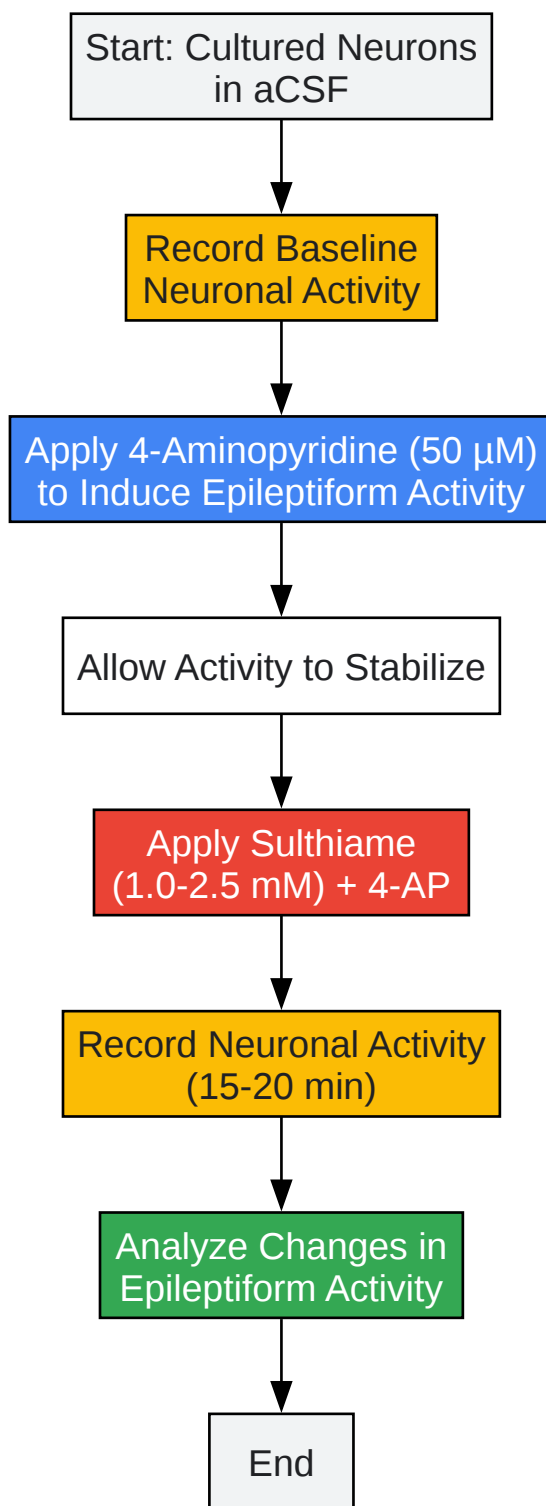 Start: Cultured Neurons
in aCSF
Record Baseline
Neuronal Activity
Apply 4-Aminopyridine (50 µM)
to Induce Epileptiform Activity
Allow Activity to Stabilize
Apply Sulthiame
(1.0-2.5 mM) + 4-AP
Record Neuronal Activity
(15-20 min)
Analyze Changes in
Epileptiform Activity
End